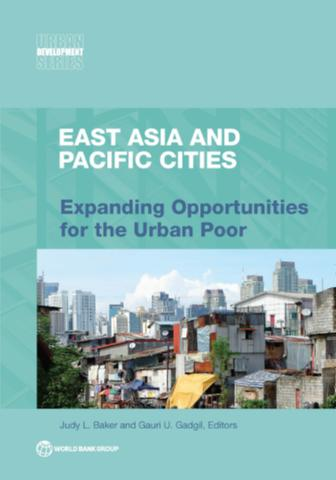 URBAN
DEVELOPMENT
SERIES
EAST ASIA AND
PACIFIC CITIES
Expanding Opportunities
for the Urban Poor
Judy L. Baker and Gauri U. Gadgil, Editors
WORLD BANK GROUP